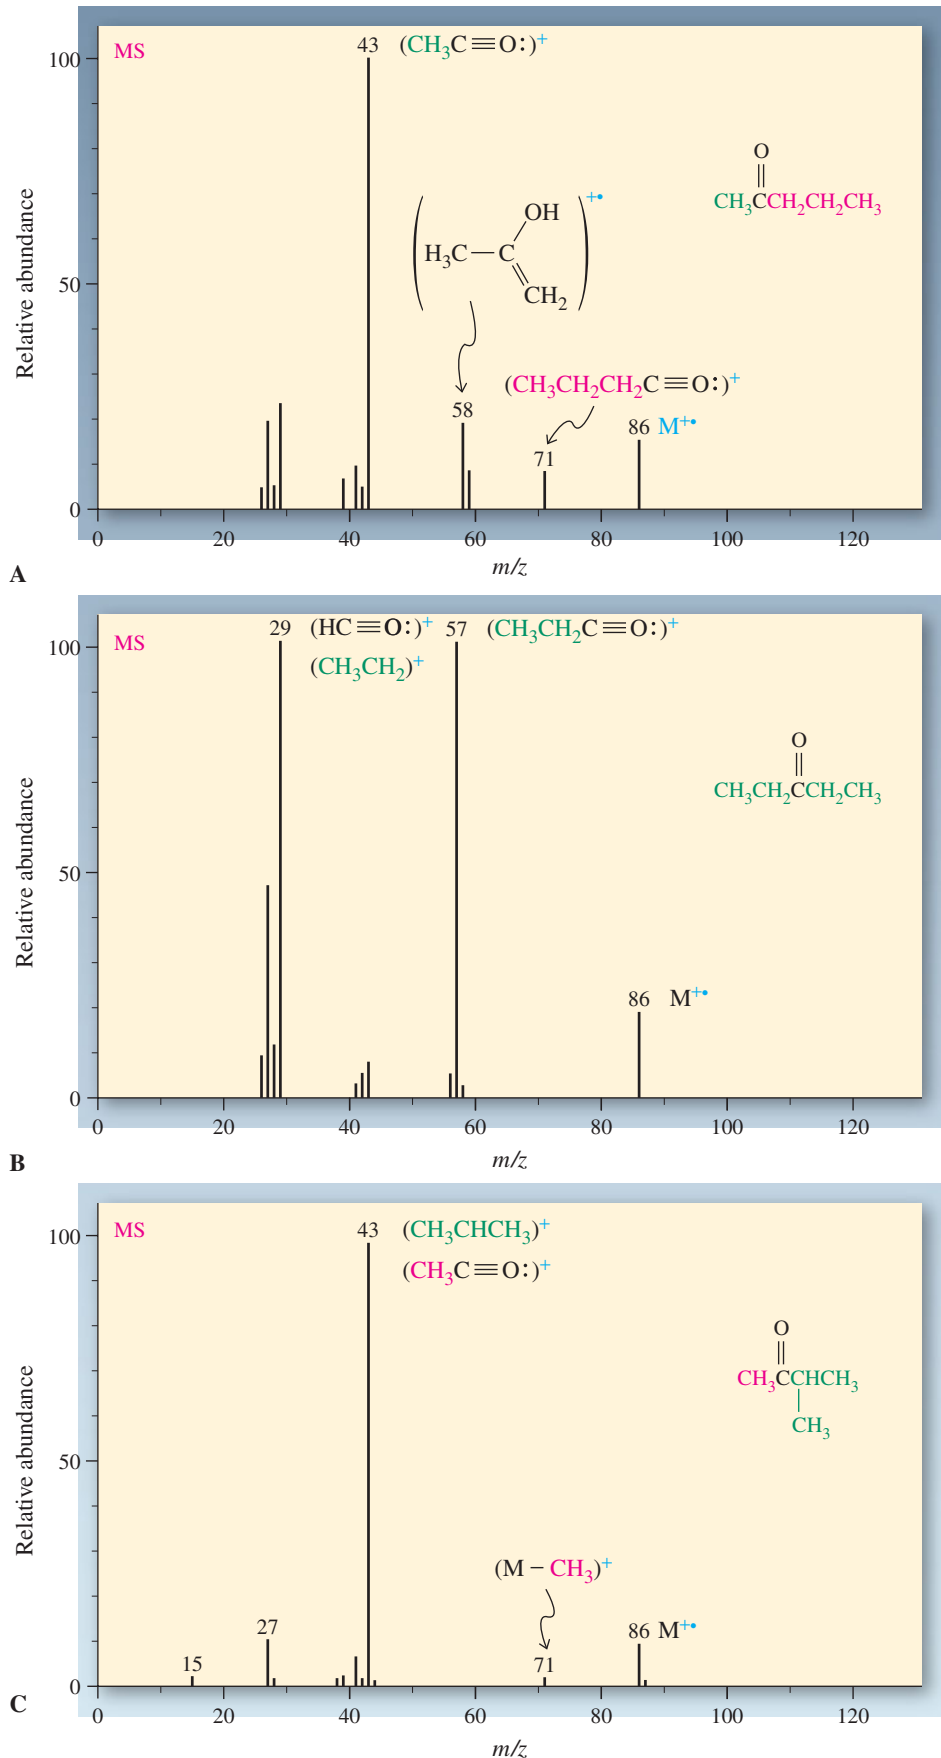 MS
100
43 (CH₃C≡O:)⁺
O
CH₃CCH₂CH₂CH₃
+•
OH
H₃C—C
CH₂
Relative abundance
50
(CH₃CH₂CH₂C≡O:)⁺
58
71
86 M⁺•
0
0 20 40 60 80 100 120
m/z
A
MS
100
29 (HC≡O:)⁺ 57 (CH₃CH₂C≡O:)⁺
(CH₃CH₂)⁺
O
CH₃CH₂CCH₂CH₃
Relative abundance
50
86 M⁺•
0
0 20 40 60 80 100 120
m/z
B
MS
100
43 (CH₃CHCH₃)⁺
(CH₃C≡O:)⁺
O
CH₃CCHCH₃
CH₃
Relative abundance
50
(M – CH₃)⁺
15
27
71
86 M⁺•
0
0 20 40 60 80 100 120
m/z
C